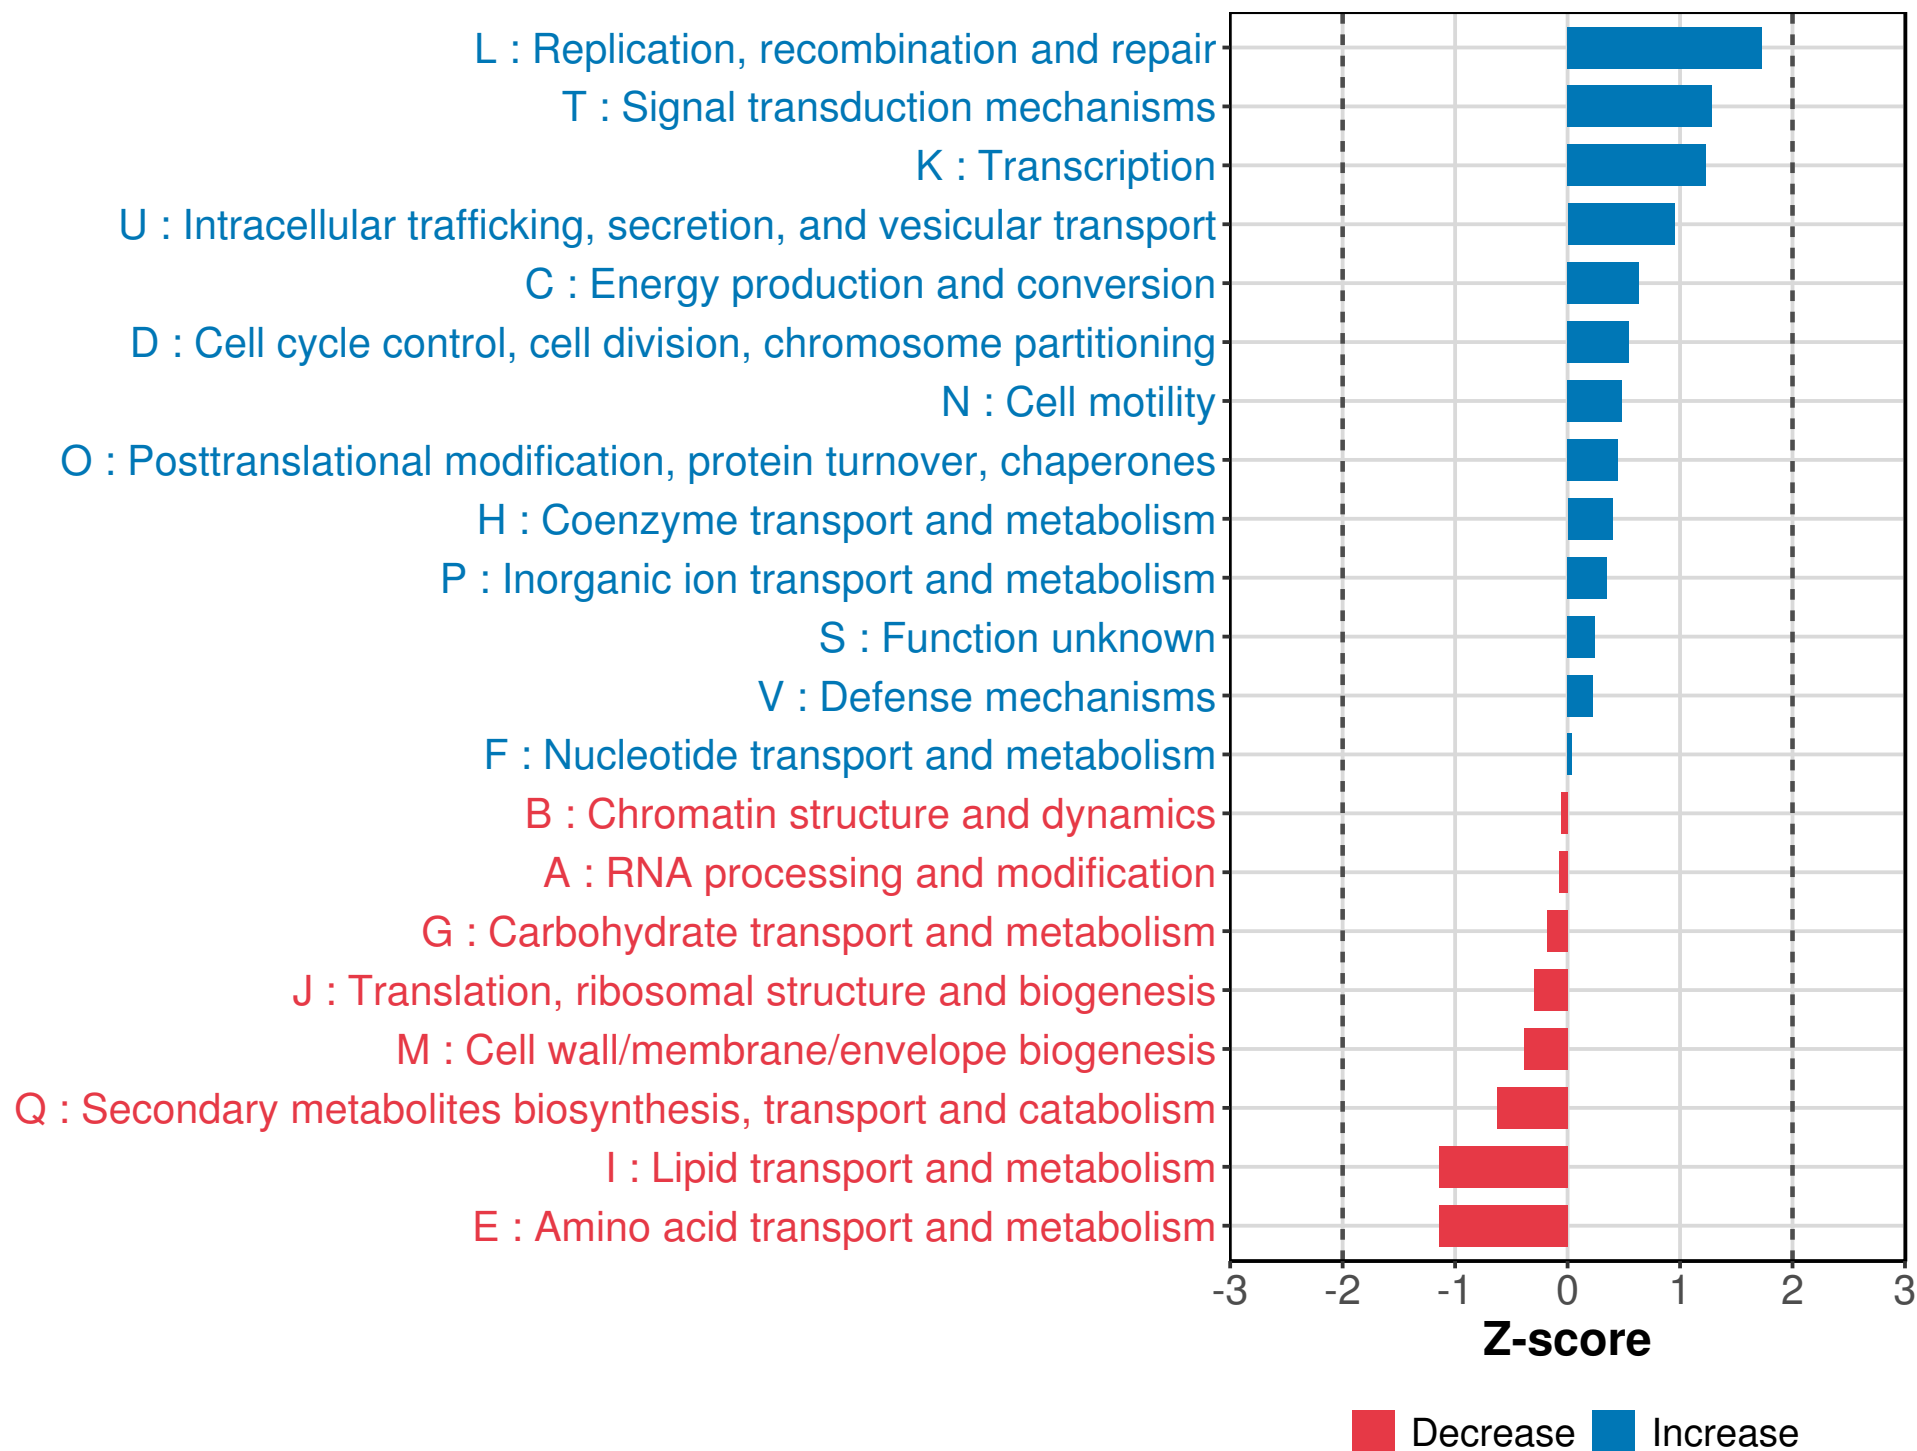 L : Replication, recombination and repair
T : Signal transduction mechanisms
K : Transcription
U : Intracellular trafficking, secretion, and vesicular transport
C : Energy production and conversion
D : Cell cycle control, cell division, chromosome partitioning
N : Cell motility
O : Posttranslational modification, protein turnover, chaperones
H : Coenzyme transport and metabolism
P : Inorganic ion transport and metabolism
S : Function unknown
V : Defense mechanisms
F : Nucleotide transport and metabolism
B : Chromatin structure and dynamics
A : RNA processing and modification
G : Carbohydrate transport and metabolism
J : Translation, ribosomal structure and biogenesis
M : Cell wall/membrane/envelope biogenesis
Q : Secondary metabolites biosynthesis, transport and catabolism
I : Lipid transport and metabolism
E : Amino acid transport and metabolism
-3 -2 -1 0 1 2 3
Z-score
Decrease Increase